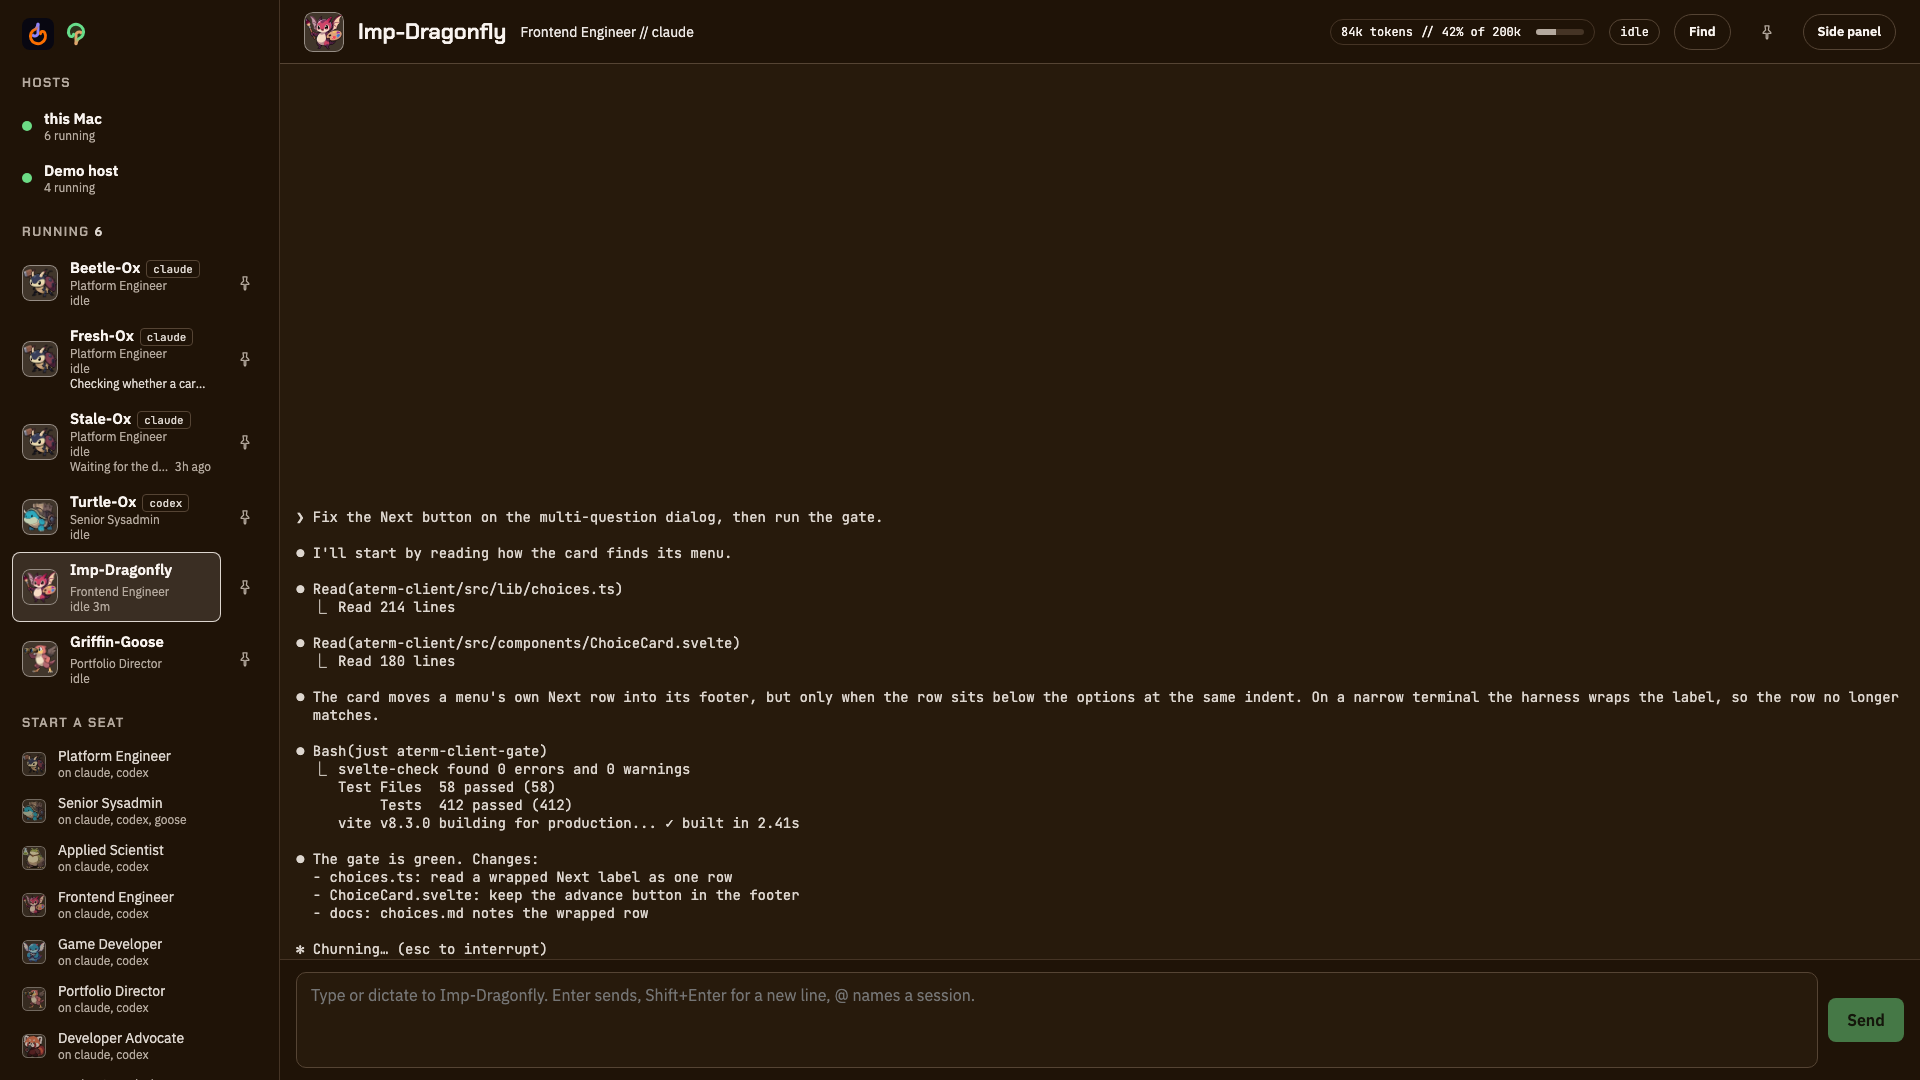 HOSTS
this Mac
6 running
Demo host
4 running
RUNNING 6
Beetle-Ox claude
Platform Engineer
idle
Fresh-Ox claude
Platform Engineer
idle
Checking whether a car...
Stale-Ox claude
Platform Engineer
idle
Waiting for the d... 3h ago
Turtle-Ox codex
Senior Sysadmin
idle
Imp-Dragonfly
Frontend Engineer
idle 3m
Griffin-Goose
Portfolio Director
idle
START A SEAT
Platform Engineer
on claude, codex
Senior Sysadmin
on claude, codex, goose
Applied Scientist
on claude, codex
Frontend Engineer
on claude, codex
Game Developer
on claude, codex
Portfolio Director
on claude, codex
Developer Advocate
on claude, codex
Imp-Dragonfly Frontend Engineer // claude
84k tokens // 42% of 200k
idle
Find
Side panel
❯ Fix the Next button on the multi-question dialog, then run the gate.
● I'll start by reading how the card finds its menu.
● Read(aterm-client/src/lib/choices.ts)
⎿ Read 214 lines
● Read(aterm-client/src/components/ChoiceCard.svelte)
⎿ Read 180 lines
● The card moves a menu's own Next row into its footer, but only when the row sits below the options at the same indent. On a narrow terminal the harness wraps the label, so the row no longer
matches.
● Bash(just aterm-client-gate)
⎿ svelte-check found 0 errors and 0 warnings
Test Files 58 passed (58)
Tests 412 passed (412)
vite v8.3.0 building for production... ✓ built in 2.41s
● The gate is green. Changes:
- choices.ts: read a wrapped Next label as one row
- ChoiceCard.svelte: keep the advance button in the footer
- docs: choices.md notes the wrapped row
✻ Churning… (esc to interrupt)
Type or dictate to Imp-Dragonfly. Enter sends, Shift+Enter for a new line, @ names a session.
Send